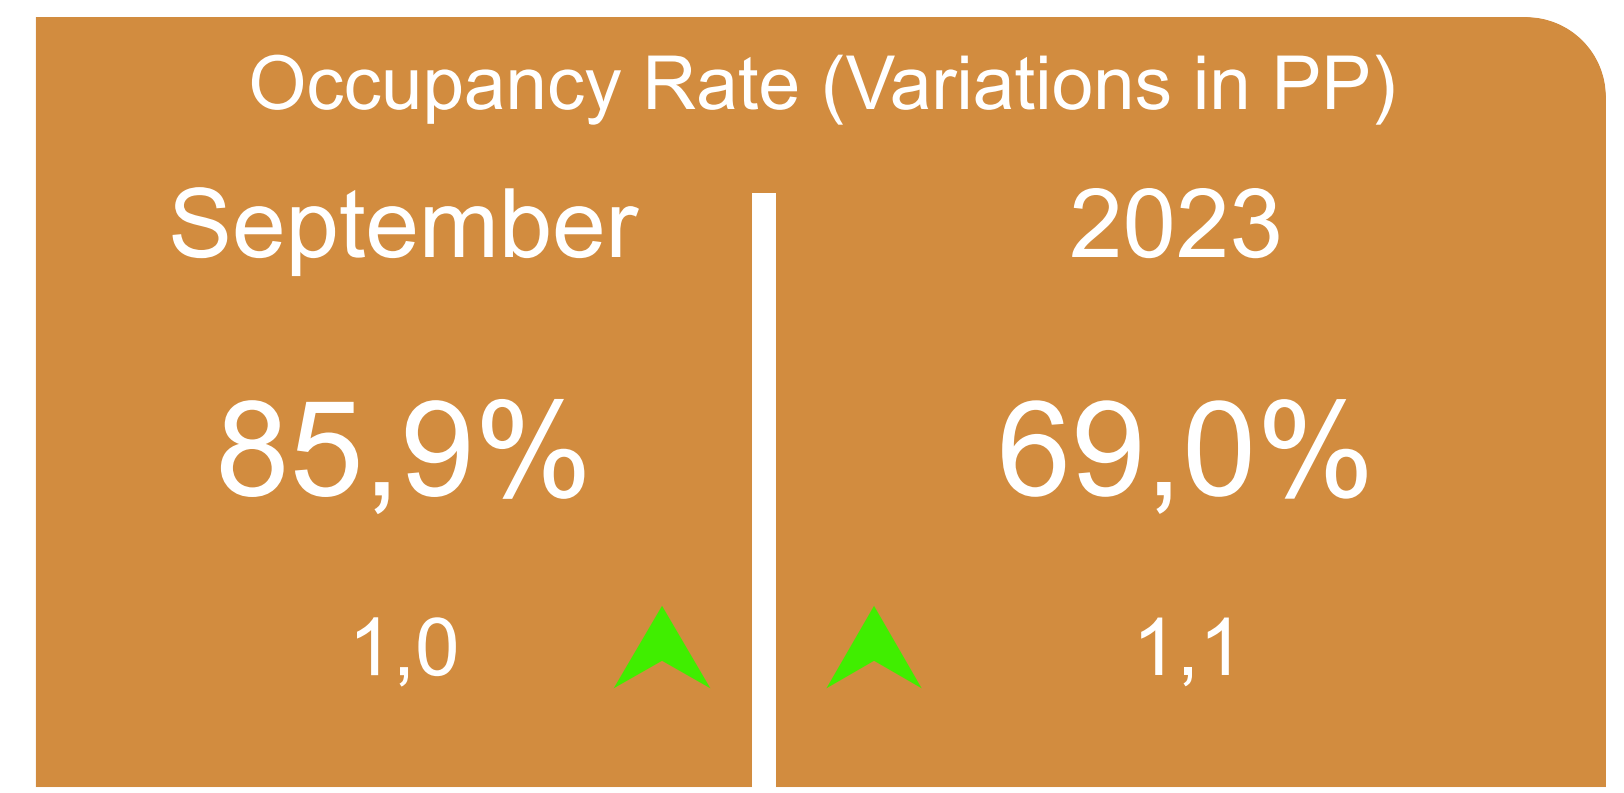 Occupancy Rate (Variations in PP)
September
2023
85,9%
69,0%
1,0
1,1